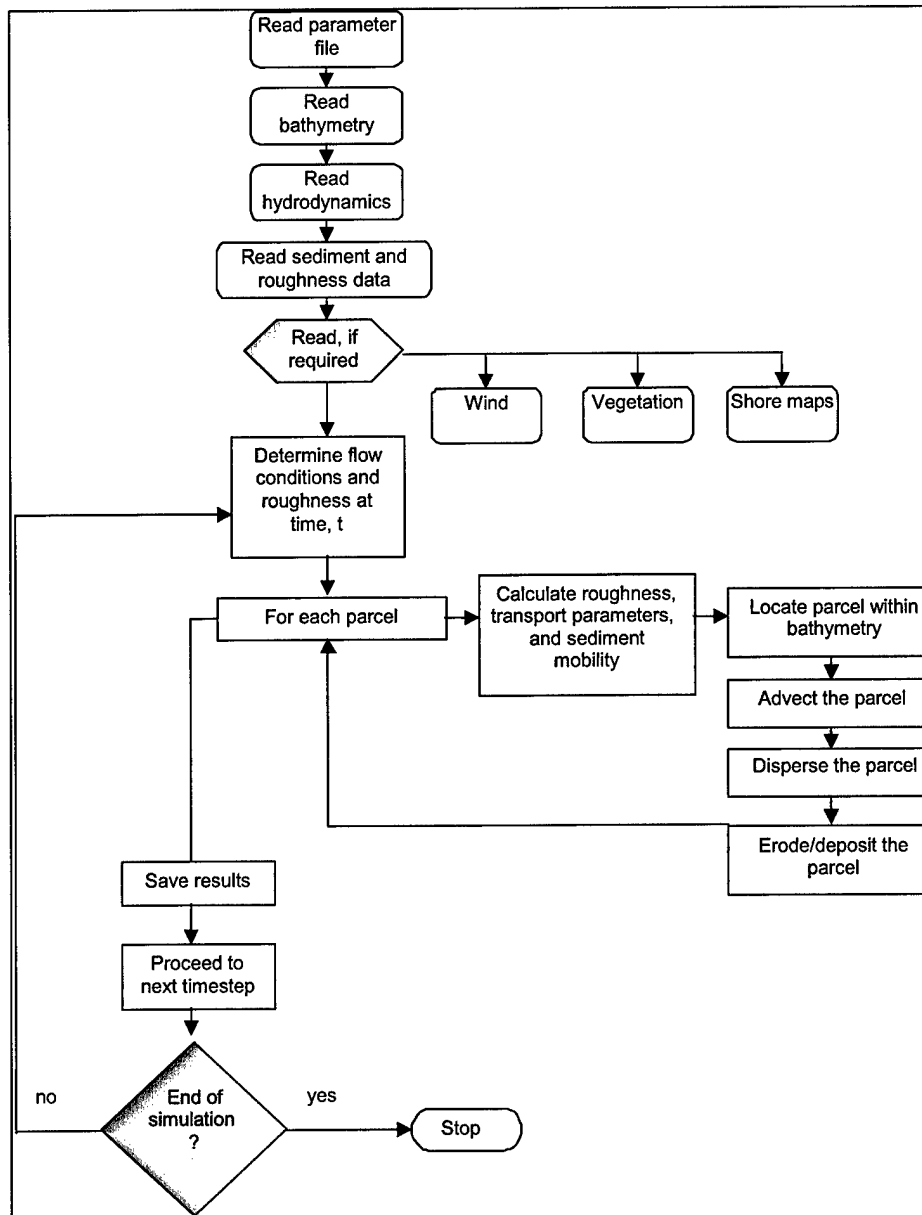 Read parameter
file
Read
bathymetry
Read
hydrodynamics
Read sediment and
roughness data
Read, if
required
Wind
Vegetation
Shore maps
Determine flow
conditions and
roughness at
time, t
For each parcel
Calculate roughness,
transport parameters,
and sediment
mobility
Locate parcel within
bathymetry
Advect the parcel
Disperse the parcel
Erode/deposit the
parcel
Save results
Proceed to
next timestep
no
End of
simulation
?
yes
Stop